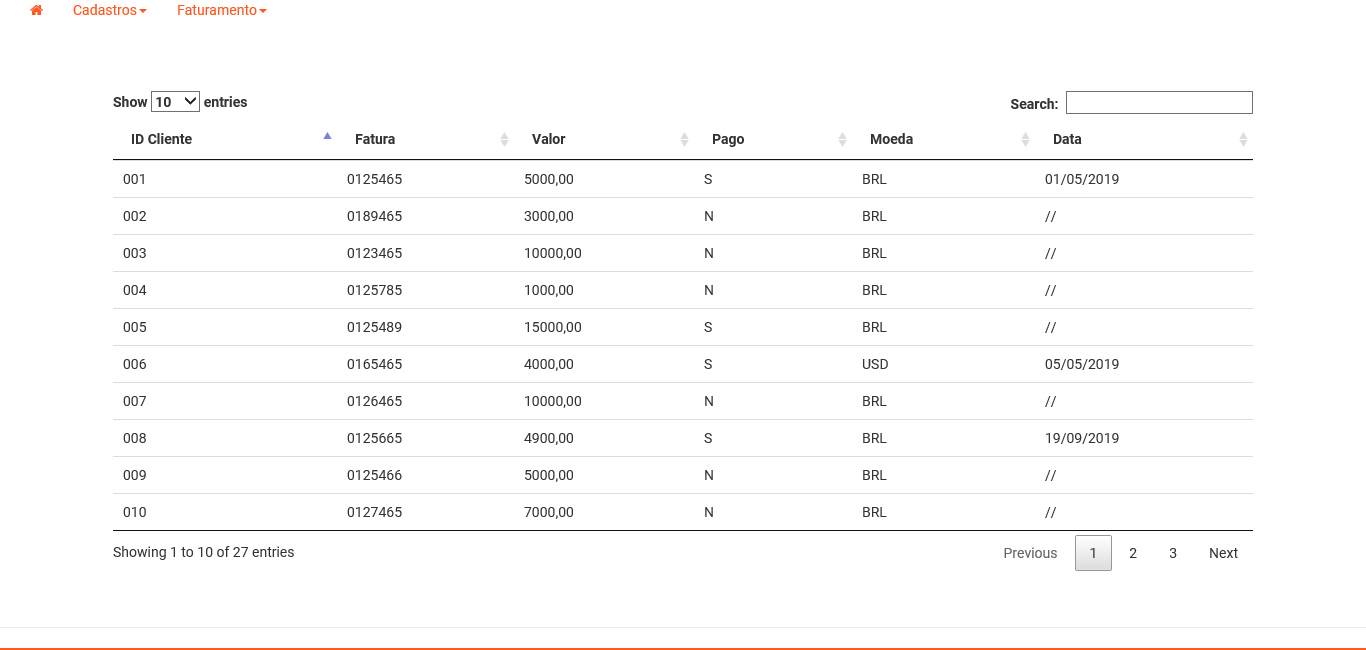 Cadastros Faturamento
Show 10 entries Search:
ID Cliente Fatura Valor Pago Moeda Data
001 0125465 5000,00 S BRL 01/05/2019
002 0189465 3000,00 N BRL //
003 0123465 10000,00 N BRL //
004 0125785 1000,00 N BRL //
005 0125489 15000,00 S BRL //
006 0165465 4000,00 S USD 05/05/2019
007 0126465 10000,00 N BRL //
008 0125665 4900,00 S BRL 19/09/2019
009 0125466 5000,00 N BRL //
010 0127465 7000,00 N BRL //
Showing 1 to 10 of 27 entries Previous 1 2 3 Next